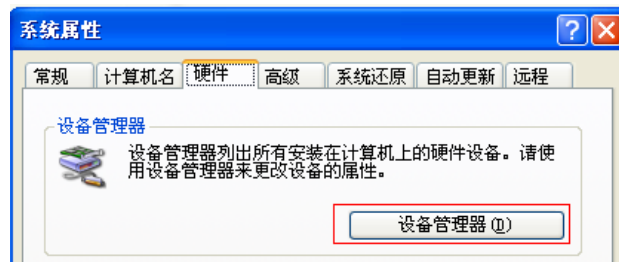 系统属性
常规 计算机名 硬件 高级 系统还原 自动更新 远程
设备管理器
设备管理器列出所有安装在计算机上的硬件设备。请使
用设备管理器来更改设备的属性。
设备管理器(D)